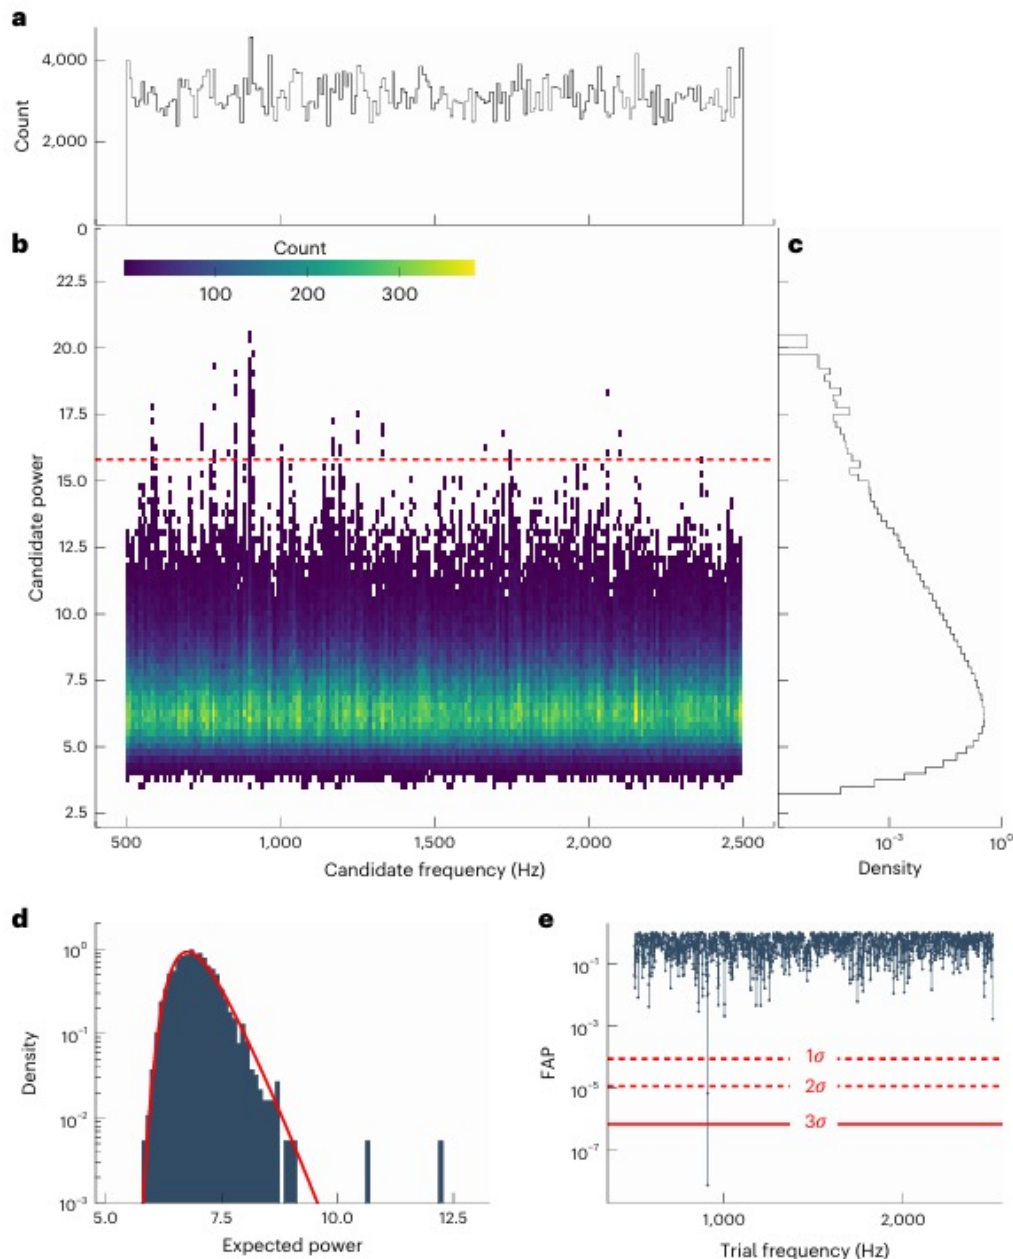 a
4,000
2,000
0
Count
b
Count
100 200 300
22.5
20.0
17.5
15.0
12.5
10.0
7.5
5.0
2.5
Candidate power
500 1,000 1,500 2,000 2,500
Candidate frequency (Hz)
c
10⁻³ 10⁰
Density
d
10⁰
10⁻¹
10⁻²
10⁻³
Density
5.0 7.5 10.0 12.5
Expected power
e
10⁻¹
10⁻³
10⁻⁵
10⁻⁷
FAP
1σ
2σ
3σ
1,000 2,000
Trial frequency (Hz)